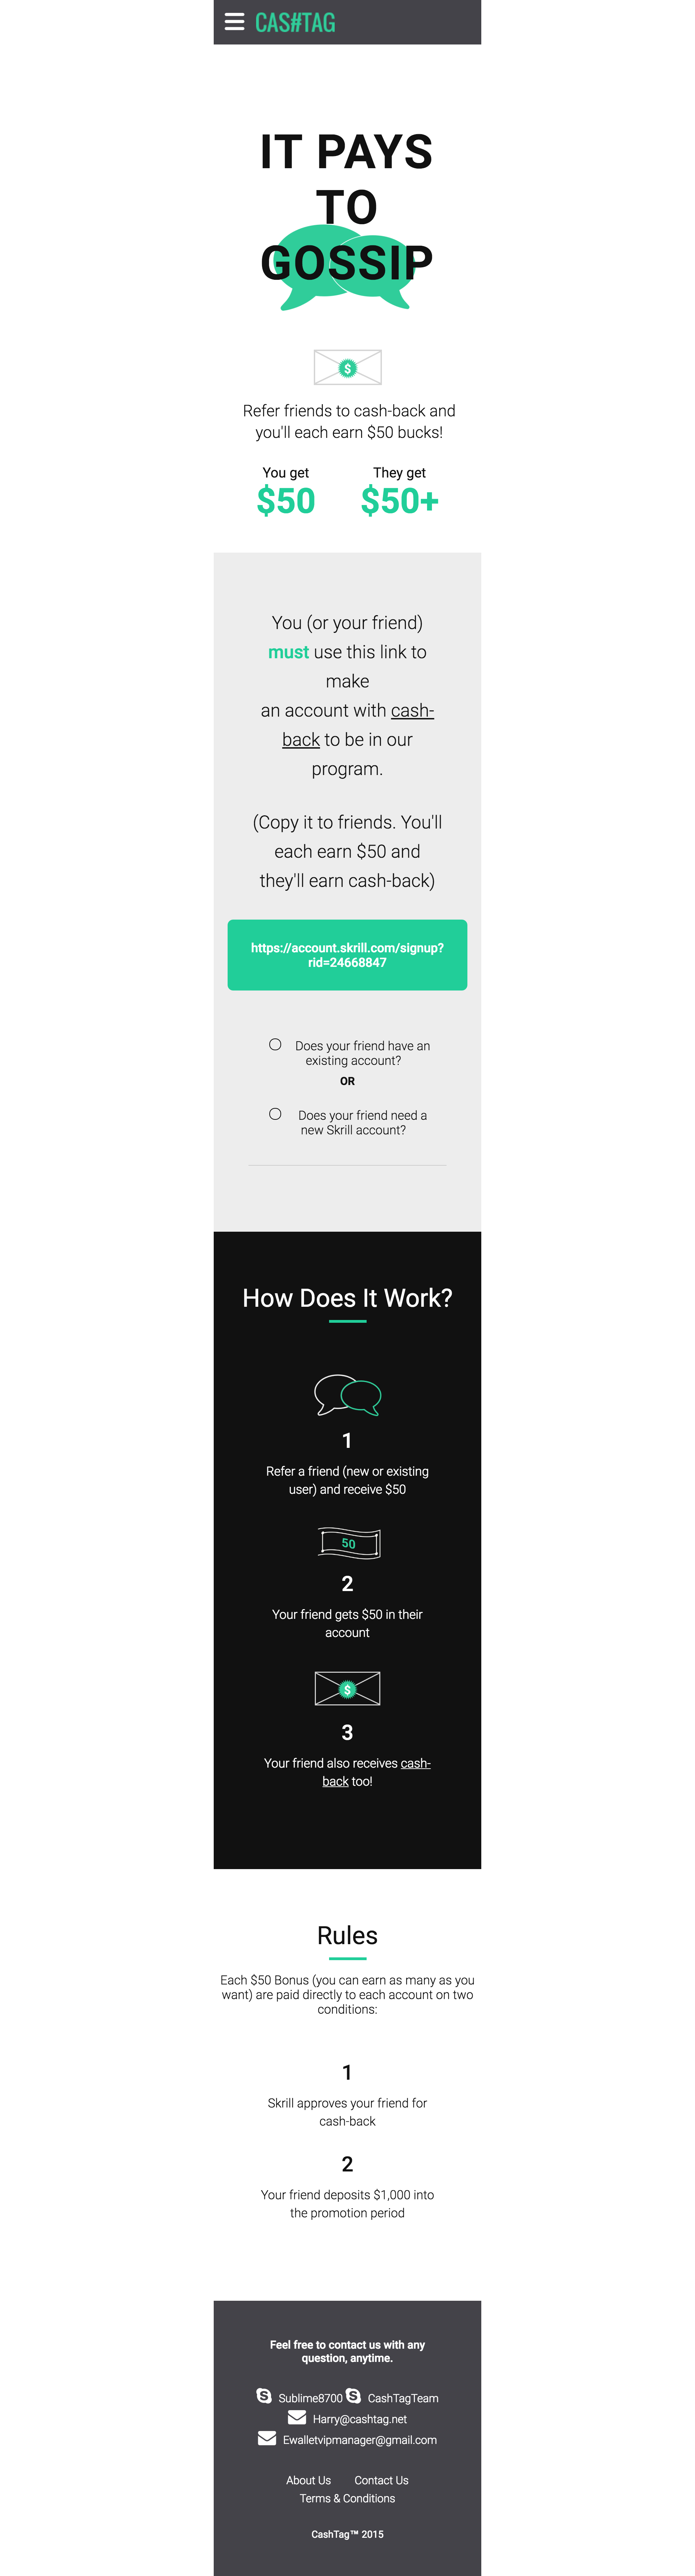 CAS#TAG
IT PAYS
TO
GOSSIP
$
Refer friends to cash-back and
you'll each earn $50 bucks!
You get
They get
$50
$50+
You (or your friend)
must use this link to
make
an account with cash-
back to be in our
program.
(Copy it to friends. You'll
each earn $50 and
they'll earn cash-back)
https://account.skrill.com/signup?
rid=24668847
Does your friend have an
existing account?
OR
Does your friend need a
new Skrill account?
How Does It Work?
1
Refer a friend (new or existing
user) and receive $50
50
2
Your friend gets $50 in their
account
$
3
Your friend also receives cash-
back too!
Rules
Each $50 Bonus (you can earn as many as you
want) are paid directly to each account on two
conditions:
1
Skrill approves your friend for
cash-back
2
Your friend deposits $1,000 into
the promotion period
Feel free to contact us with any
question, anytime.
Sublime8700 CashTagTeam
Harry@cashtag.net
Ewalletvipmanager@gmail.com
About Us Contact Us
Terms & Conditions
CashTag™ 2015